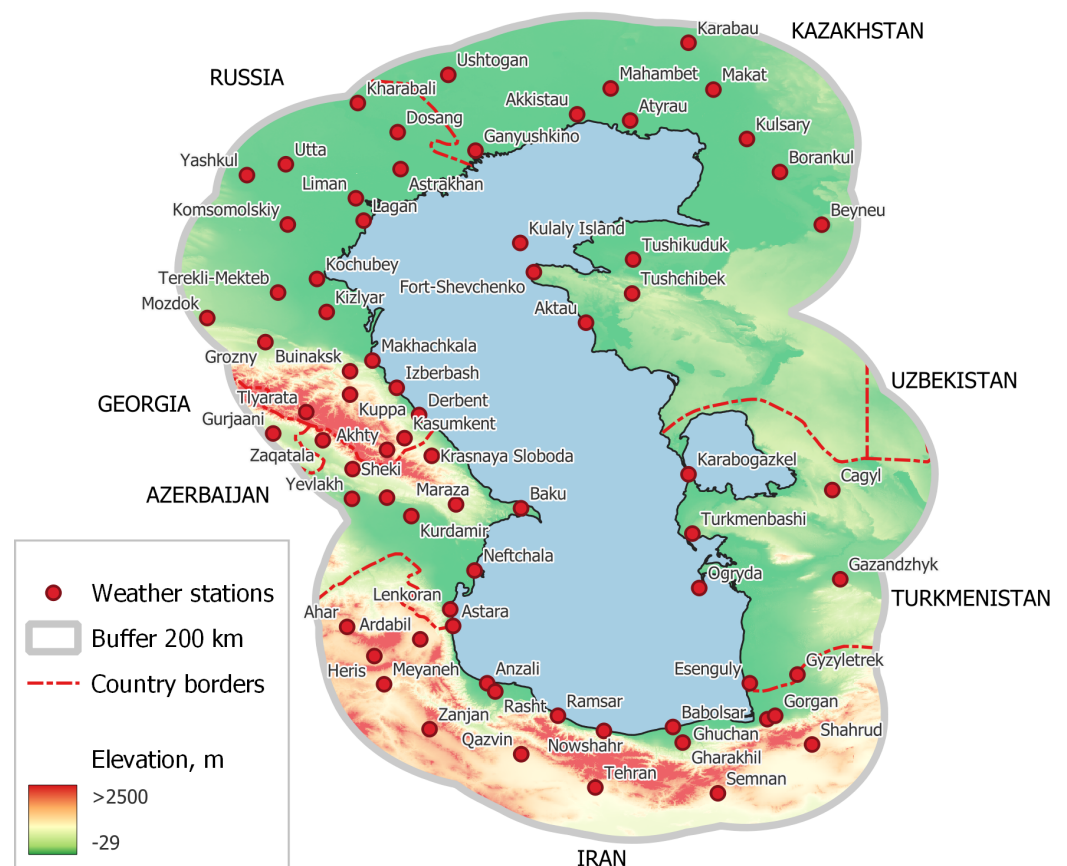 Karabau
KAZAKHSTAN
Ushtogan
RUSSIA
Mahambet
Makat
Kharabali
Akkistau
Atyrau
Dosang
Kulsary
Ganyushkino
Utta
Yashkul
Borankul
Liman
Astrakhan
Lagan
Komsomolskiy
Beyneu
Kulaly Island
Tushikuduk
Kochubey
Terekli-Mekteb
Tushchibek
Fort-Shevchenko
Mozdok
Kizlyar
Aktau
Makhachkala
Grozny
Buinaksk
Izberbash
UZBEKISTAN
Tlyarata
GEORGIA
Kuppa
Derbent
Gurjaani
Kasumkent
Akhty
Zaqatala
Krasnaya Sloboda
Karabogazkel
Sheki
Cagyl
Yevlakh
AZERBAIJAN
Maraza
Baku
Turkmenbashi
Kurdamir
Neftchala
Gazandzhyk
Ogryda
Weather stations
Lenkoran
TURKMENISTAN
Ahar
Ardabil
Astara
Buffer 200 km
Gyzyletrek
Heris
Meyaneh
Anzali
Esenguly
Country borders
Rasht
Ramsar
Gorgan
Zanjan
Babolsar
Shahrud
Ghuchan
Qazvin
Nowshahr
Gharakhil
Elevation, m
Tehran
Semnan
>2500
-29
IRAN